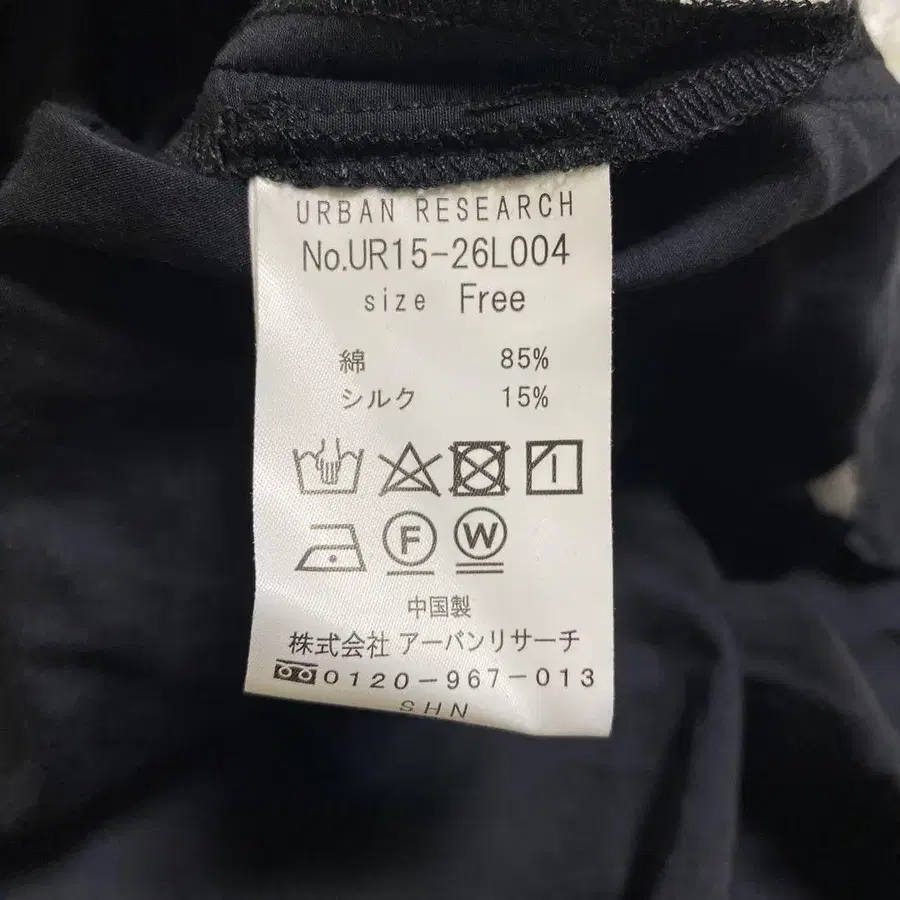 URBAN RESEARCH
No.UR15-26L004
size Free
綿 85%
シルク 15%
F W
中国製
株式会社 アーバンリサーチ
0120-967-013
SHN